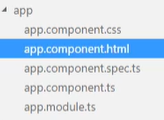 app
app.component.css
app.component.html
app.component.spec.ts
app.component.ts
app.module.ts